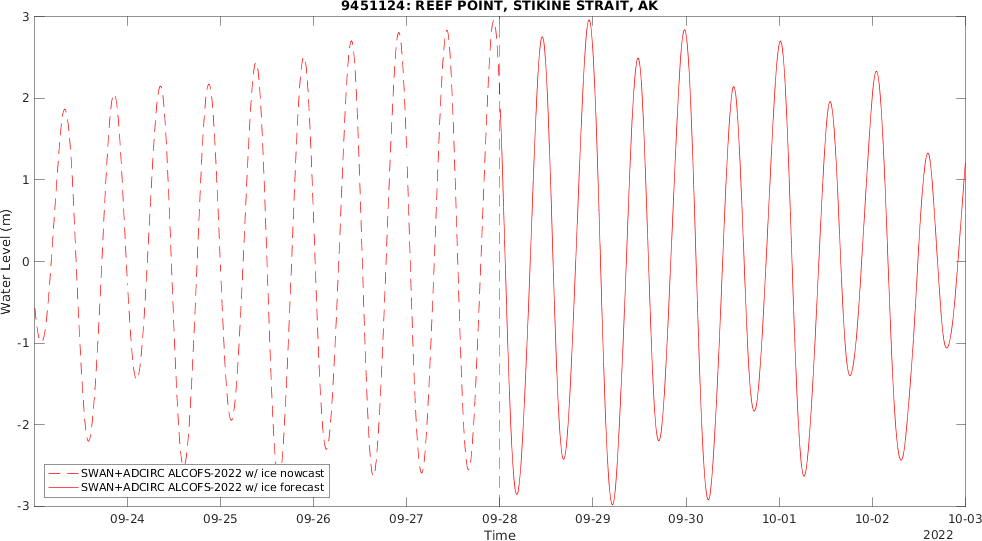 9451124: REEF POINT, STIKINE STRAIT, AK
3
2
1
0
-1
-2
-3
Water Level (m)
SWAN+ADCIRC ALCOFS-2022 w/ ice nowcast
SWAN+ADCIRC ALCOFS-2022 w/ ice forecast
09-24 09-25 09-26 09-27 09-28 09-29 09-30 10-01 10-02 10-03
Time
2022